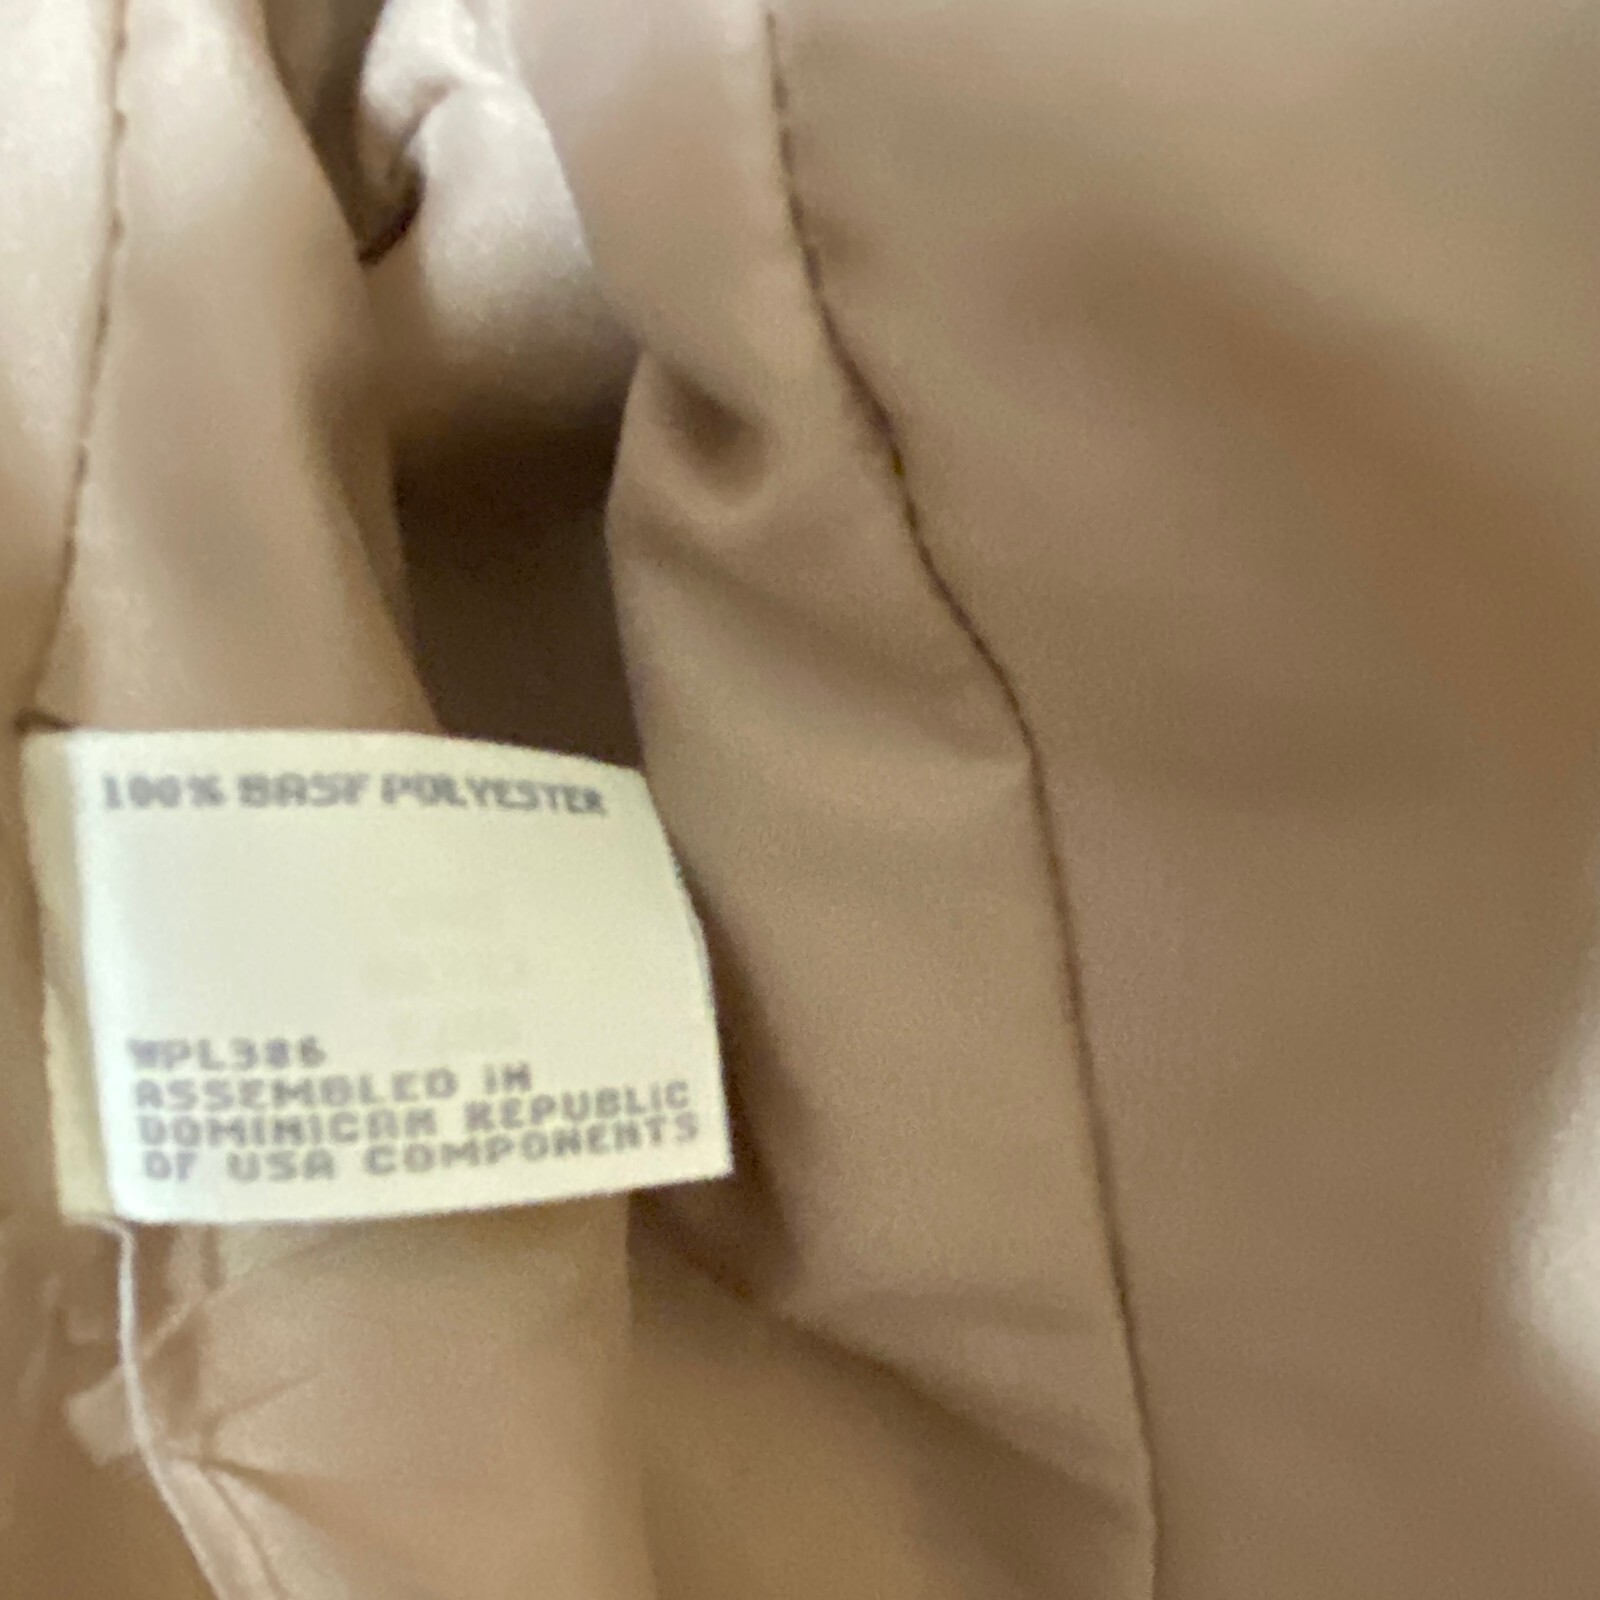 100% BASF POLYESTER
WPL386
ASSEMBLED IN
DOMINICAN REPUBLIC
OF USA COMPONENTS